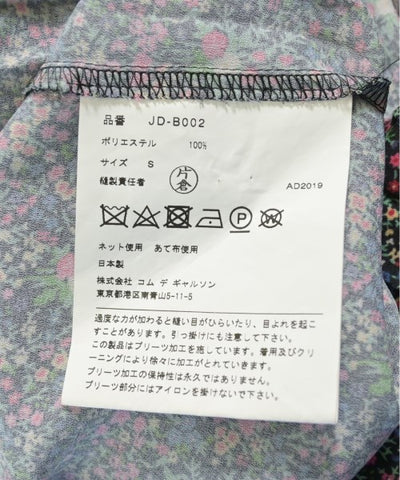 品番 JD-B002
ポリエステル 100%
サイズ S
縫製責任者 片倉 AD2019
P
ネット使用 あて布使用
日本製
株式会社 コム デ ギャルソン
東京都港区南青山5-11-5
過度な力が加わると縫い目がひらいたり、目よれを起こ
すことがあります。引っ掛けにも注意して下さい。
この製品はプリーツ加工を施しています。着用及びクリ
ーニングにより徐々に加工がとれていきます。
プリーツ加工の保持性は永久ではありません。
プリーツ部分にはアイロンを掛けないで下さい。